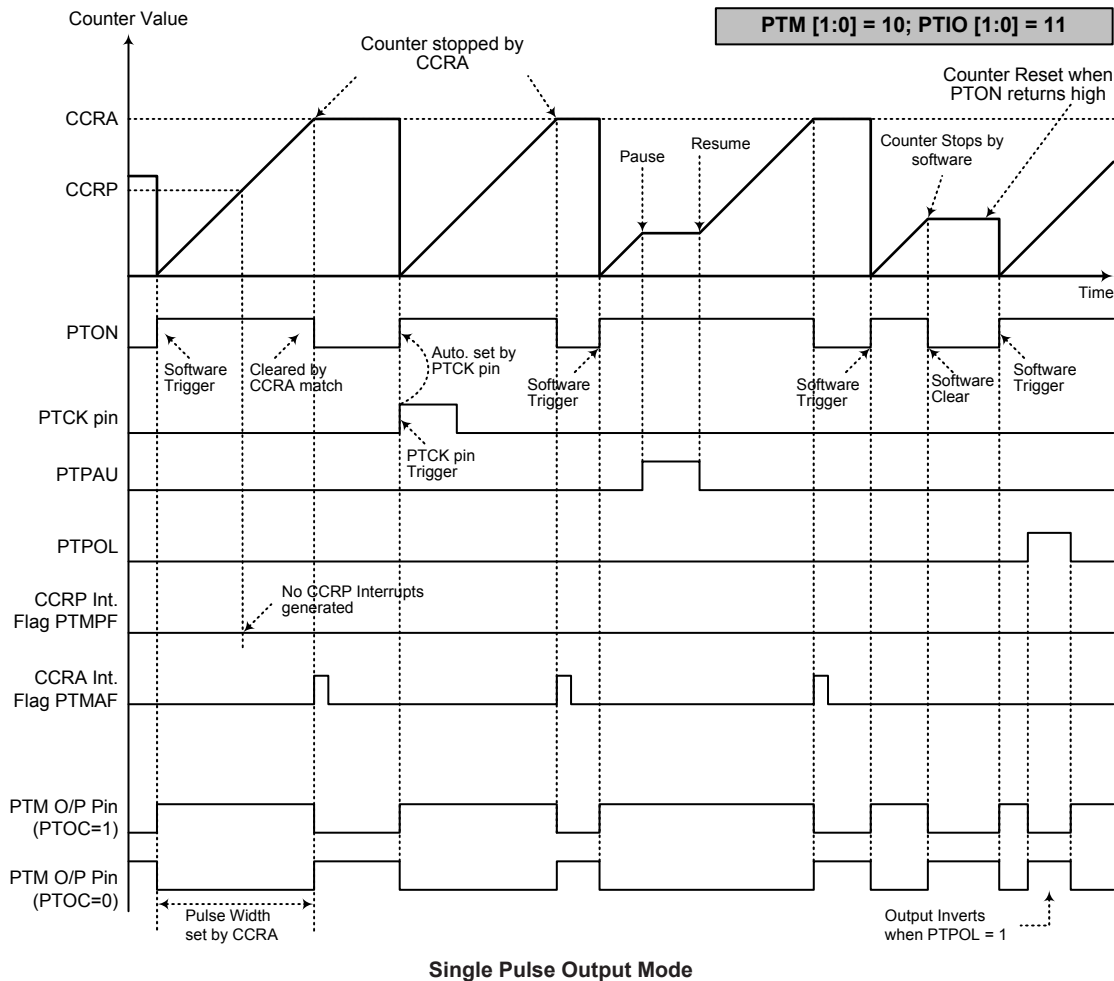 Counter Value
PTM [1:0] = 10; PTIO [1:0] = 11
Counter stopped by
CCRA
Counter Reset when
PTON returns high
CCRA
Pause
Resume
Counter Stops by
software
CCRP
Time
PTON
Software
Trigger
Cleared by
CCRA match
Auto. set by
PTCK pin
Software
Trigger
Software
Trigger
Software
Clear
Software
Trigger
PTCK pin
PTCK pin
Trigger
PTPAU
PTPOL
No CCRP Interrupts
generated
CCRP Int.
Flag PTMPF
CCRA Int.
Flag PTMAF
PTM O/P Pin
(PTOC=1)
PTM O/P Pin
(PTOC=0)
Pulse Width
set by CCRA
Output Inverts
when PTPOL = 1
Single Pulse Output Mode